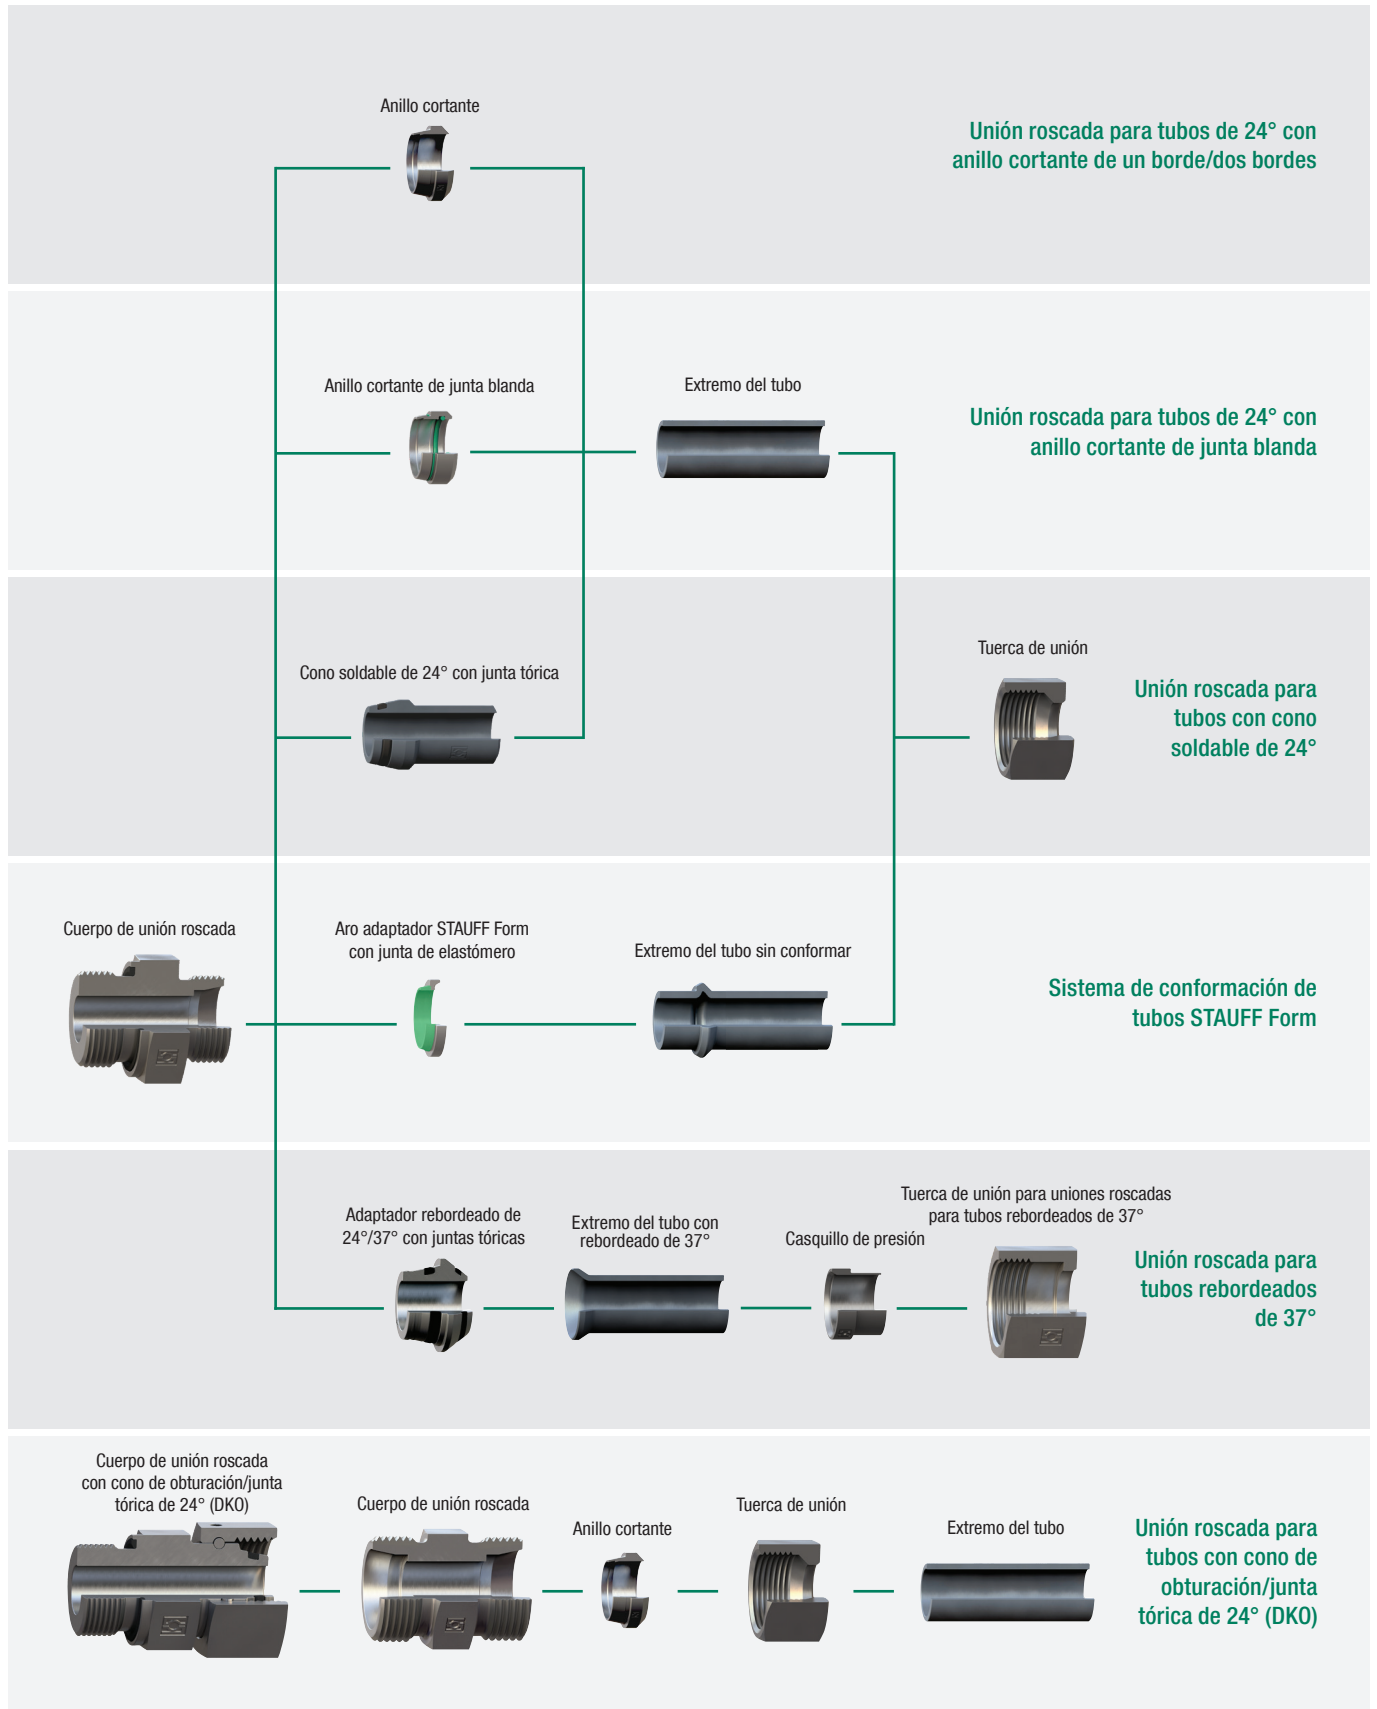 Anillo cortante
Unión roscada para tubos de 24° con
anillo cortante de un borde/dos bordes
Anillo cortante de junta blanda
Extremo del tubo
Unión roscada para tubos de 24° con
anillo cortante de junta blanda
Cono soldable de 24° con junta tórica
Tuerca de unión
Unión roscada para
tubos con cono
soldable de 24°
Cuerpo de unión roscada
Aro adaptador STAUFF Form
con junta de elastómero
Extremo del tubo sin conformar
Sistema de conformación de
tubos STAUFF Form
Adaptador rebordeado de
24°/37° con juntas tóricas
Extremo del tubo con
rebordeado de 37°
Casquillo de presión
Tuerca de unión para uniones roscadas
para tubos rebordeados de 37°
Unión roscada para
tubos rebordeados
de 37°
Cuerpo de unión roscada
con cono de obturación/junta
tórica de 24° (DKO)
Cuerpo de unión roscada
Anillo cortante
Tuerca de unión
Extremo del tubo
Unión roscada para
tubos con cono de
obturación/junta
tórica de 24° (DKO)